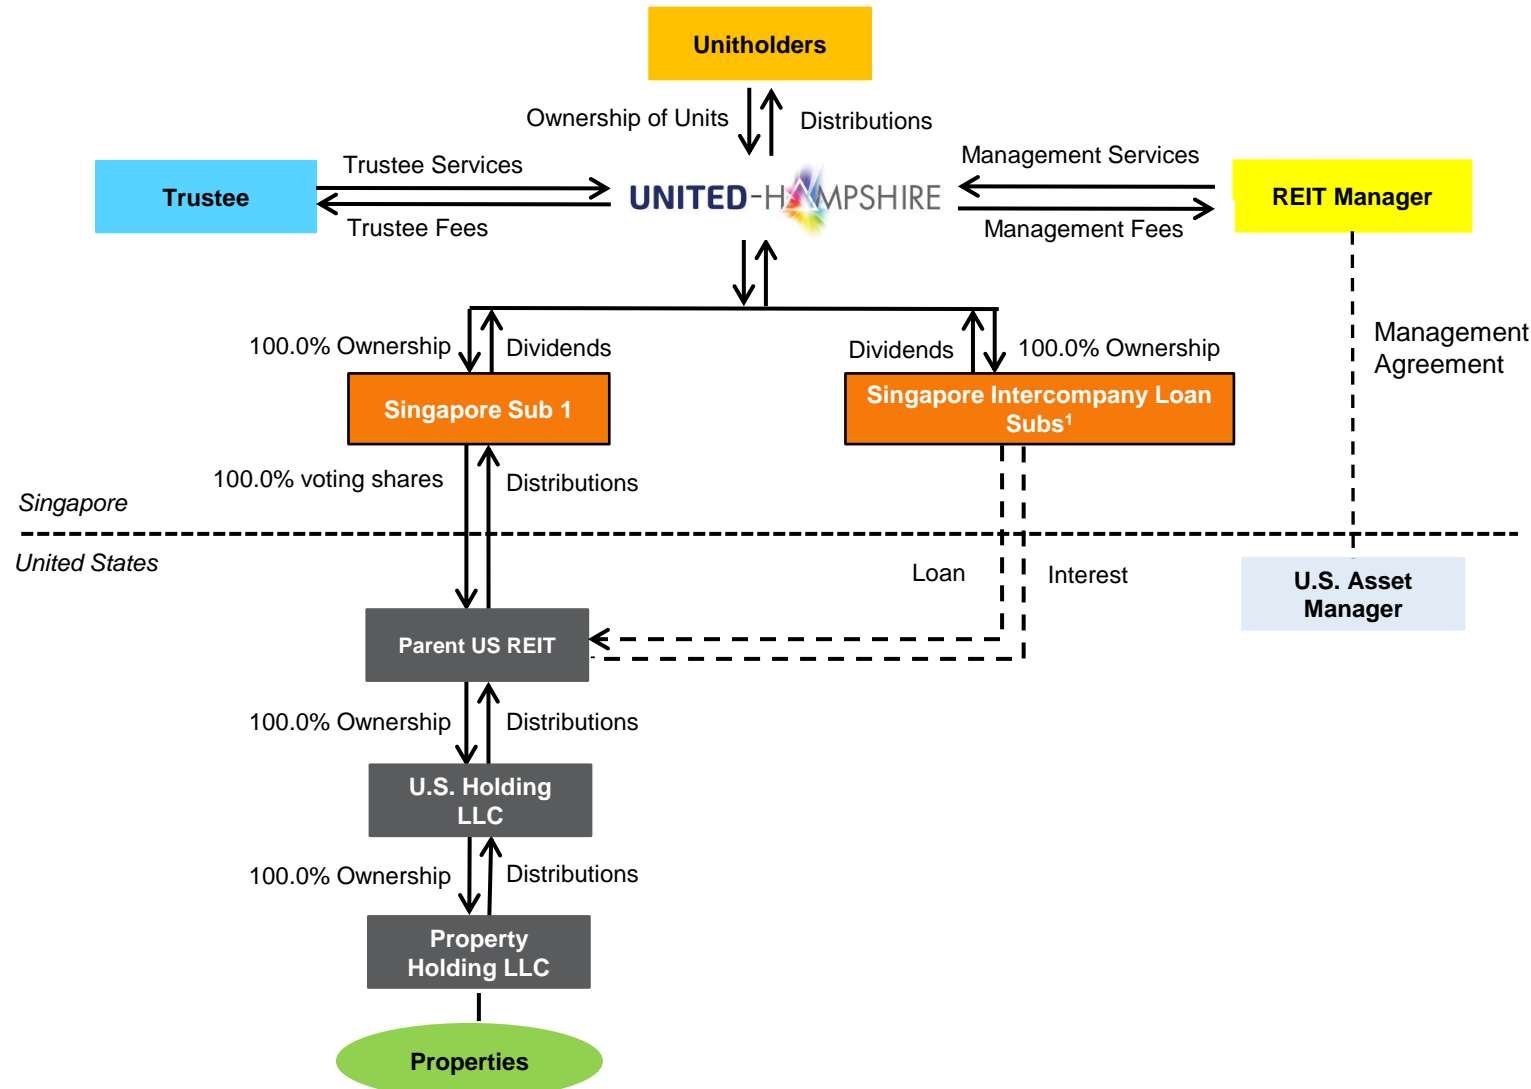 Unitholders
Ownership of Units
Distributions
Trustee
Trustee Services
Trustee Fees
UNITED-HAMPSHIRE
Management Services
Management Fees
REIT Manager
100.0% Ownership
Dividends
Dividends
100.0% Ownership
Management
Agreement
Singapore Sub 1
Singapore Intercompany Loan
Subs¹
100.0% voting shares
Distributions
Singapore
United States
Loan
Interest
U.S. Asset
Manager
Parent US REIT
100.0% Ownership
Distributions
U.S. Holding
LLC
100.0% Ownership
Distributions
Property
Holding LLC
Properties